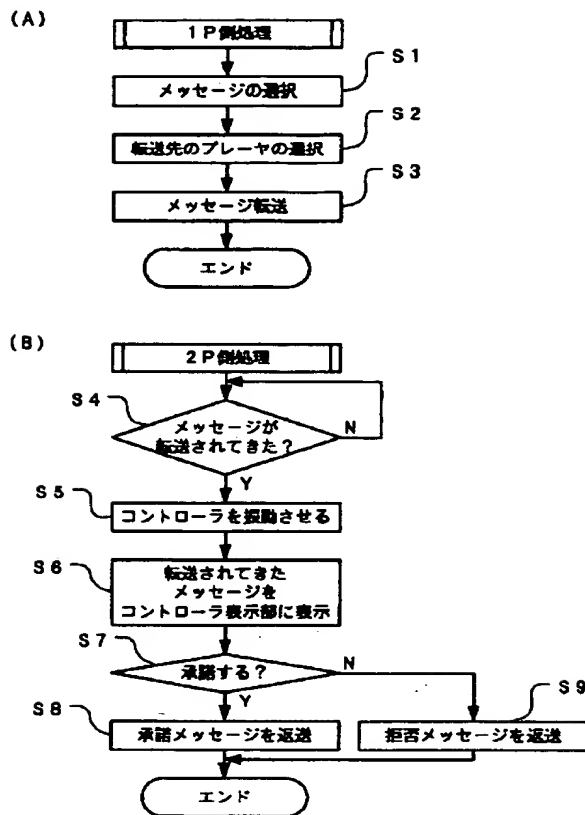 (A)
1P側処理
S1
メッセージの選択
S2
転送先のプレーヤの選択
S3
メッセージ転送
エンド
(B)
2P側処理
S4
メッセージが
転送されてきた?
N
Y
S5
コントローラを振動させる
S6
転送されてきた
メッセージを
コントローラ表示部に表示
S7
承諾する?
N
Y
S8
承諾メッセージを返送
S9
拒否メッセージを返送
エンド